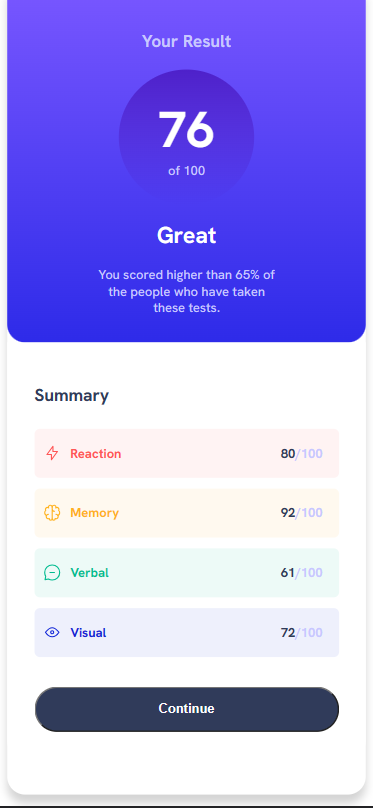 Your Result
76
of 100
Great
You scored higher than 65% of
the people who have taken
these tests.
Summary
Reaction 80/100
Memory 92/100
Verbal 61/100
Visual 72/100
Continue